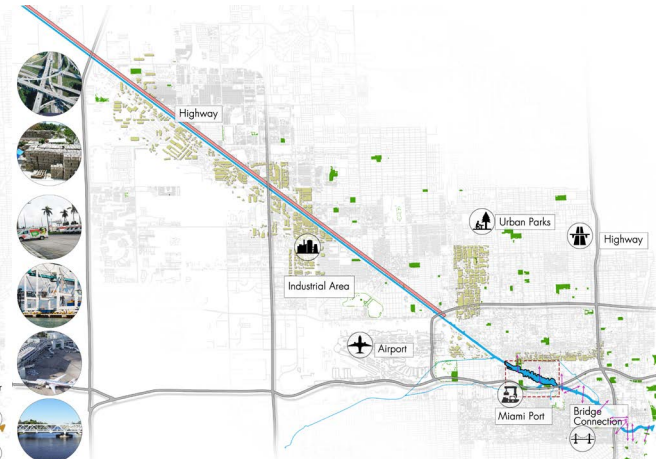 Highway
Urban Parks
Highway
Industrial Area
Airport
Miami Port
Bridge
Connection